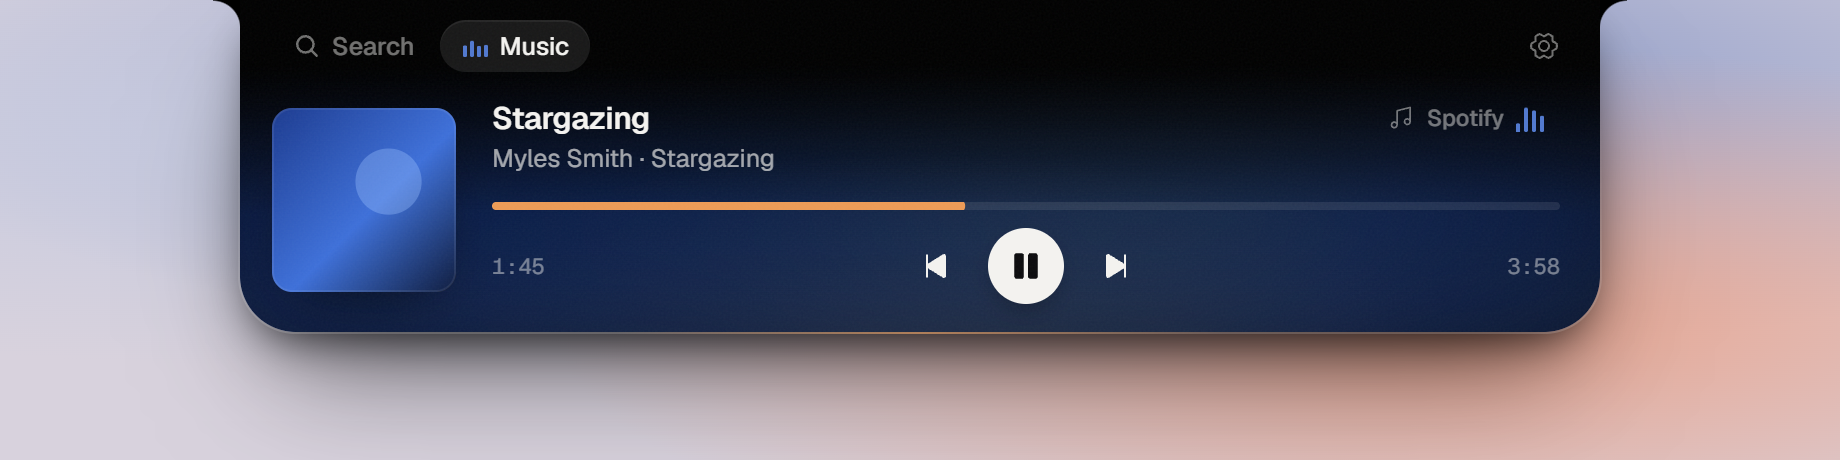 Search
Music
Stargazing
Spotify
Myles Smith · Stargazing
1:45
3:58